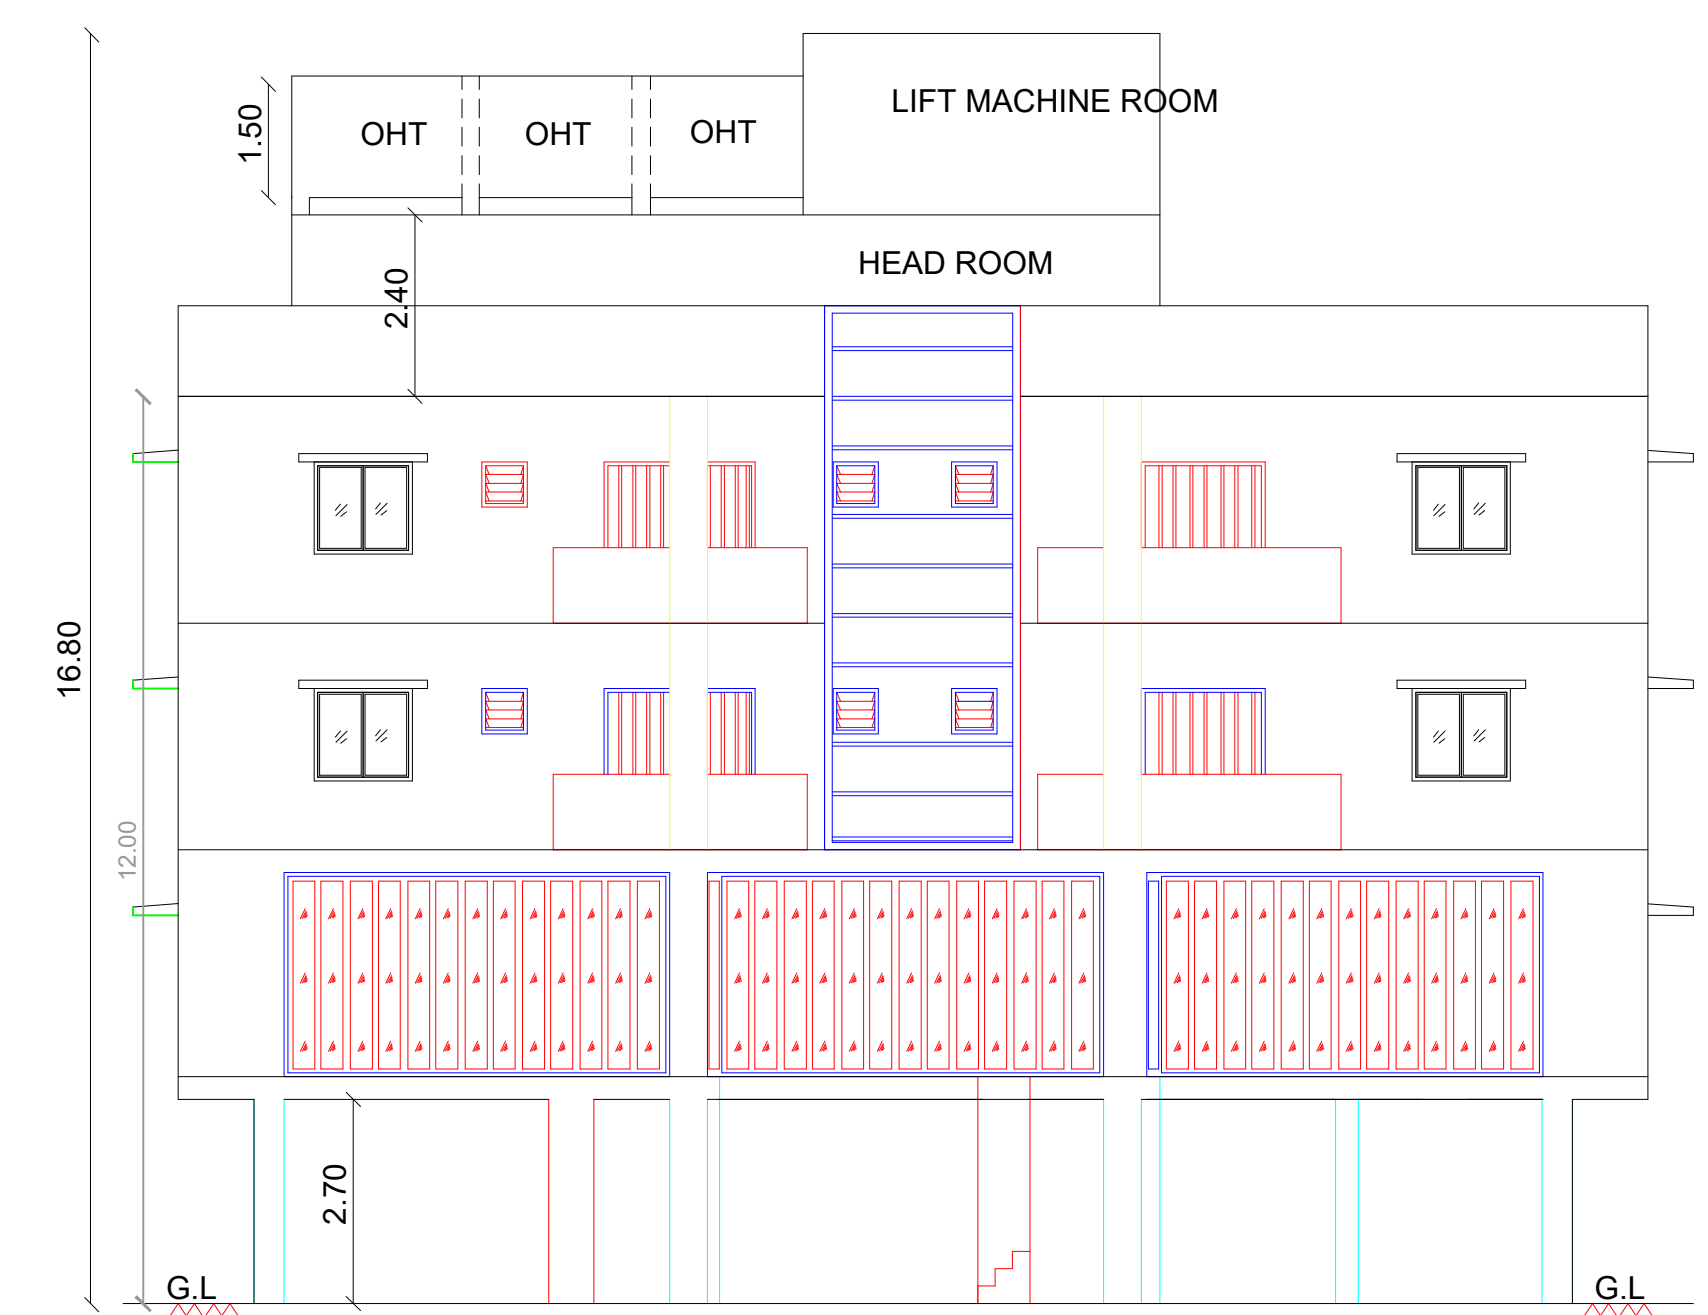 LIFT MACHINE ROOM
1.50
OHT
OHT
OHT
HEAD ROOM
2.40
16.80
12.00
2.70
G.L
G.L